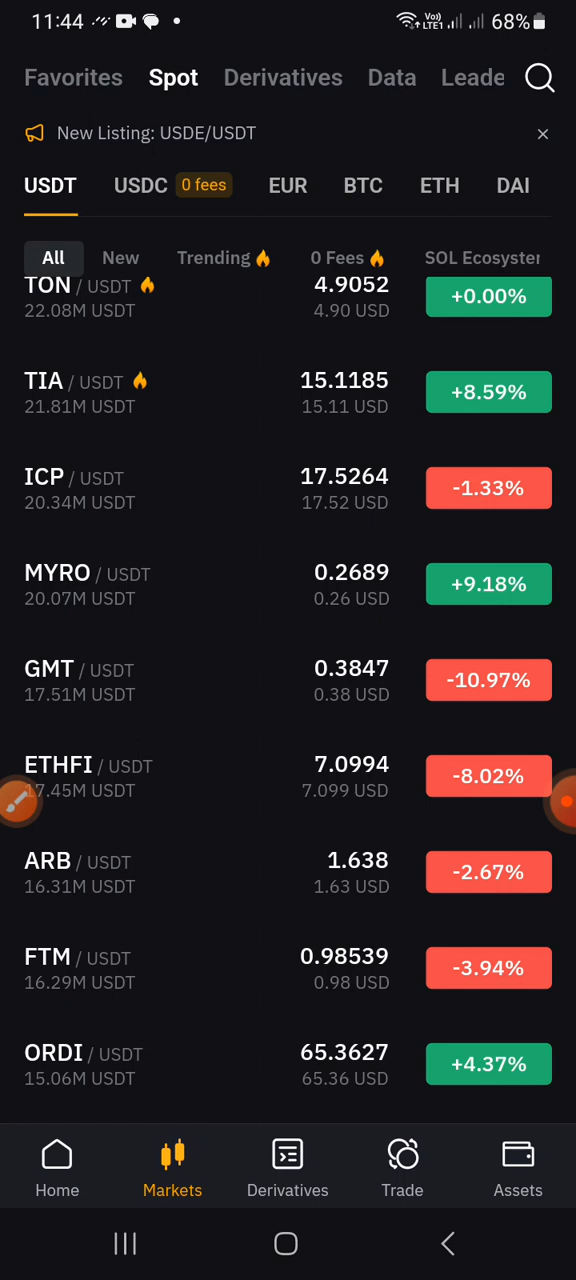 11:44 Vo) LTE1 68%
Favorites Spot Derivatives Data Leade
New Listing: USDE/USDT
USDT USDC 0 fees EUR BTC ETH DAI
All New Trending 0 Fees SOL Ecosyster
TON / USDT 4.9052
22.08M USDT 4.90 USD +0.00%
TIA / USDT 15.1185
21.81M USDT 15.11 USD +8.59%
ICP / USDT 17.5264
20.34M USDT 17.52 USD -1.33%
MYRO / USDT 0.2689
20.07M USDT 0.26 USD +9.18%
GMT / USDT 0.3847
17.51M USDT 0.38 USD -10.97%
ETHFI / USDT 7.0994
17.45M USDT 7.099 USD -8.02%
ARB / USDT 1.638
16.31M USDT 1.63 USD -2.67%
FTM / USDT 0.98539
16.29M USDT 0.98 USD -3.94%
ORDI / USDT 65.3627
15.06M USDT 65.36 USD +4.37%
Home Markets Derivatives Trade Assets